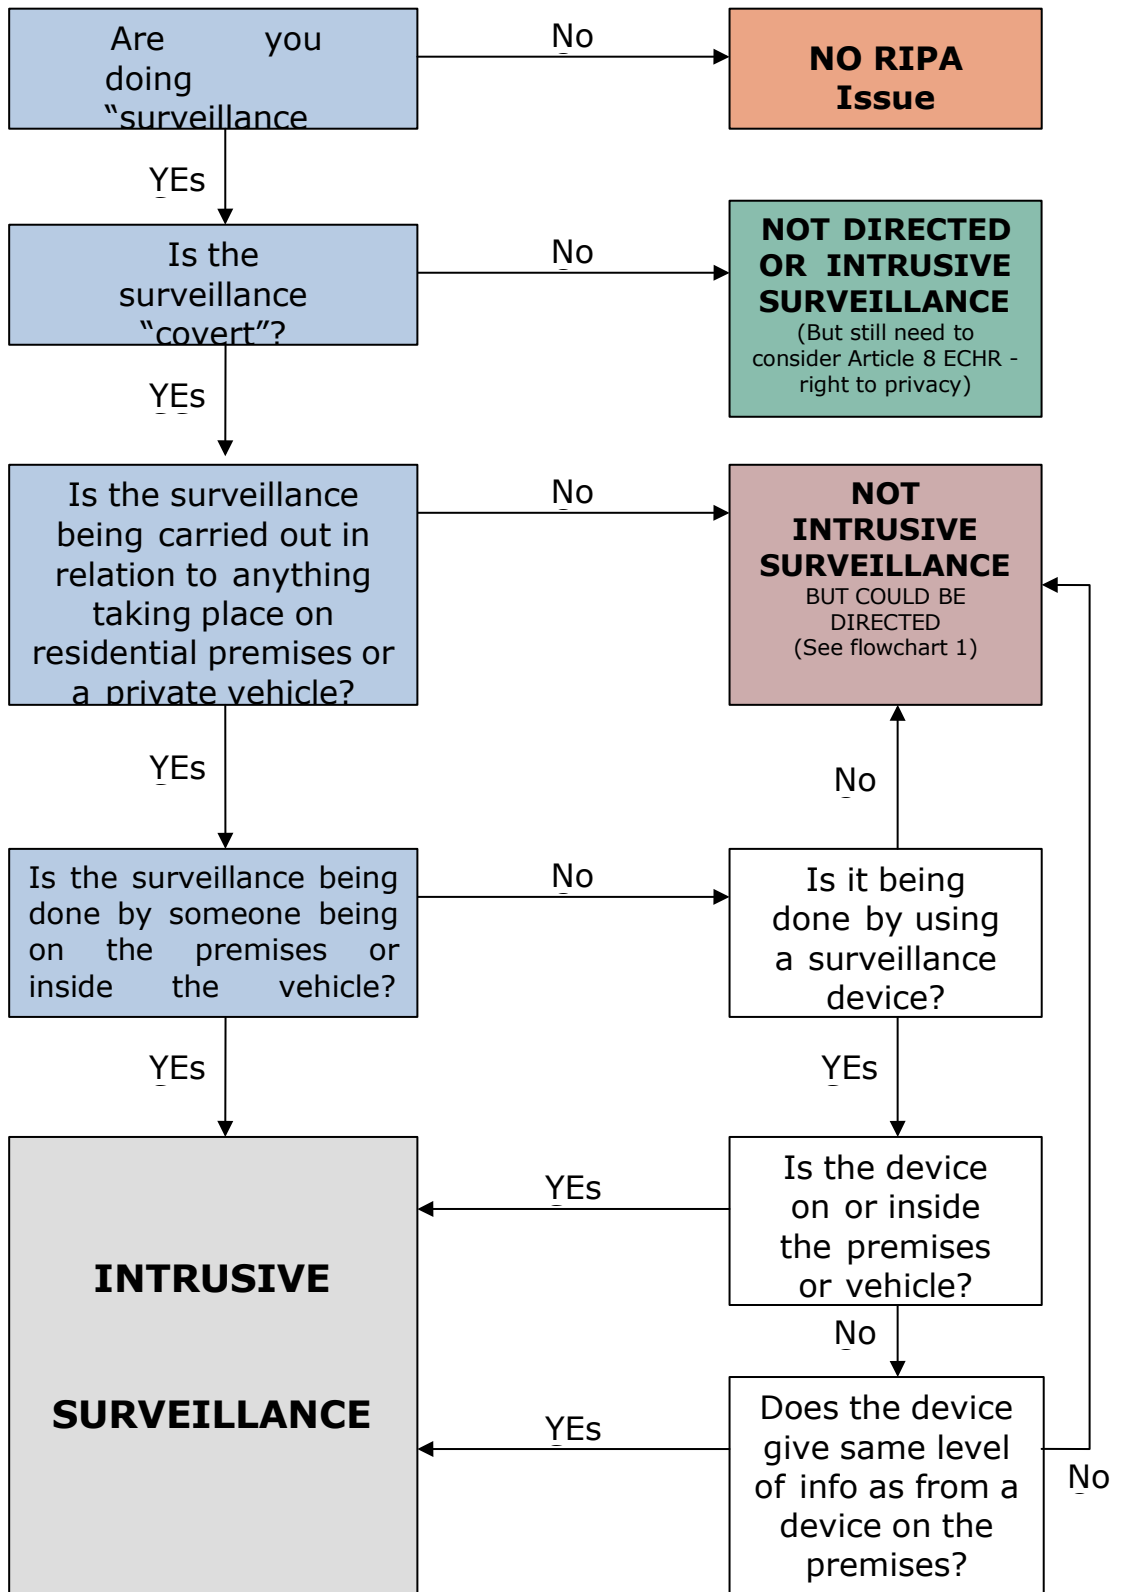 Are you
doing
“surveillance
No
NO RIPA
Issue
YEs
Is the
surveillance
“covert”?
No
NOT DIRECTED
OR INTRUSIVE
SURVEILLANCE
(But still need to
consider Article 8 ECHR -
right to privacy)
YEs
Is the surveillance
being carried out in
relation to anything
taking place on
residential premises or
a private vehicle?
No
NOT
INTRUSIVE
SURVEILLANCE
BUT COULD BE
DIRECTED
(See flowchart 1)
YEs
No
Is the surveillance being
done by someone being
on the premises or
inside the vehicle?
No
Is it being
done by using
a surveillance
device?
YEs
YEs
INTRUSIVE
SURVEILLANCE
YEs
Is the device
on or inside
the premises
or vehicle?
No
YEs
Does the device
give same level
of info as from a
device on the
premises?
No